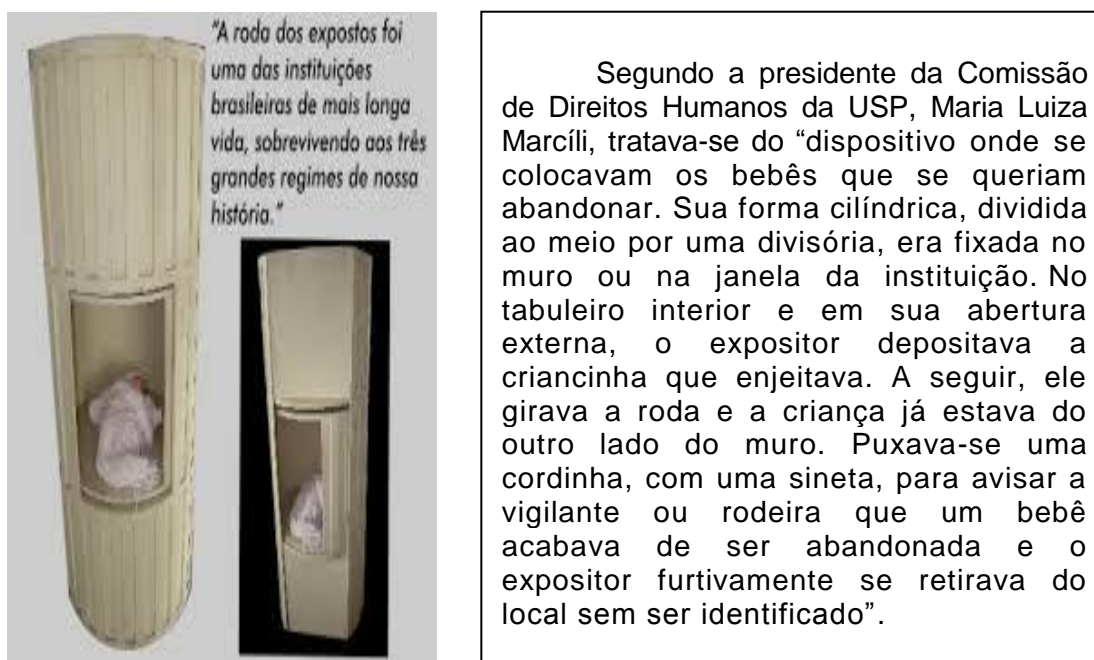 "A roda dos expostos foi
uma das instituições
brasileiras de mais longa
vida, sobrevivendo aos três
grandes regimes de nossa
história."
Segundo a presidente da Comissão
de Direitos Humanos da USP, Maria Luiza
Marcíli, tratava-se do “dispositivo onde se
colocavam os bebês que se queriam
abandonar. Sua forma cilíndrica, dividida
ao meio por uma divisória, era fixada no
muro ou na janela da instituição. No
tabuleiro interior e em sua abertura
externa, o expositor depositava a
criancinha que enjeitava. A seguir, ele
girava a roda e a criança já estava do
outro lado do muro. Puxava-se uma
cordinha, com uma sineta, para avisar a
vigilante ou rodeira que um bebê
acabava de ser abandonada e o
expositor furtivamente se retirava do
local sem ser identificado”.